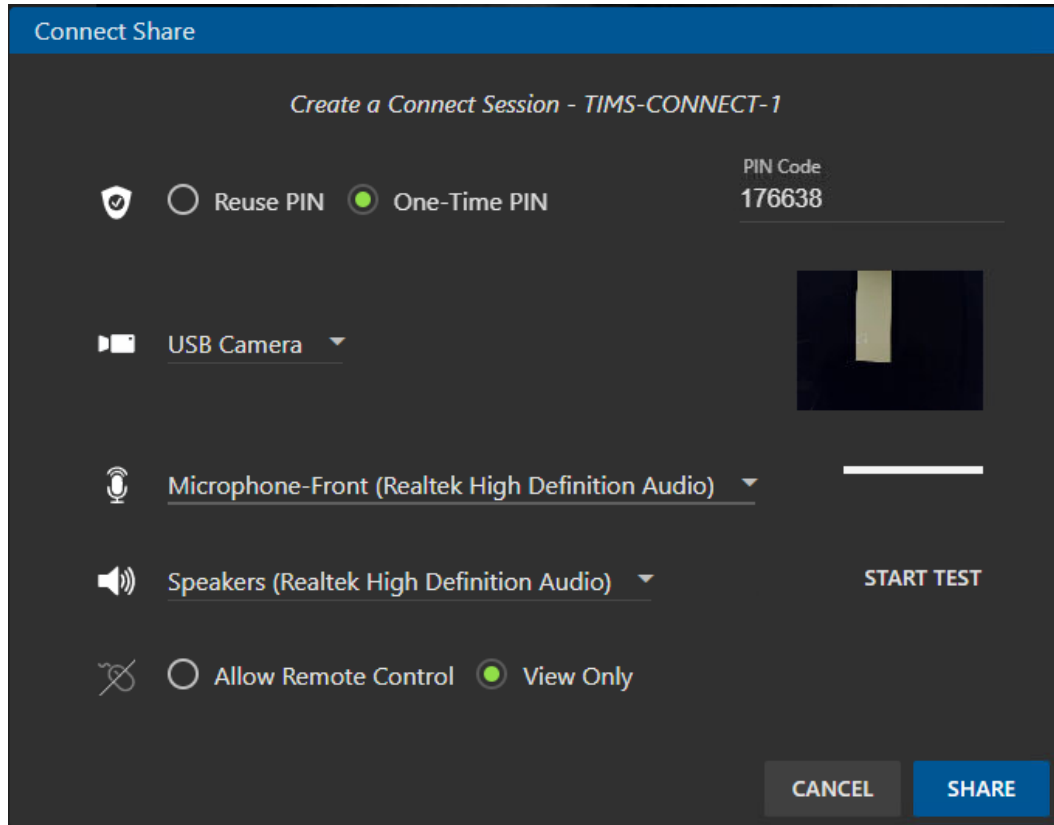 Connect Share
Create a Connect Session - TIMS-CONNECT-1
PIN Code
Reuse PIN One-Time PIN 176638
USB Camera
Microphone-Front (Realtek High Definition Audio)
Speakers (Realtek High Definition Audio) START TEST
Allow Remote Control View Only
CANCEL SHARE